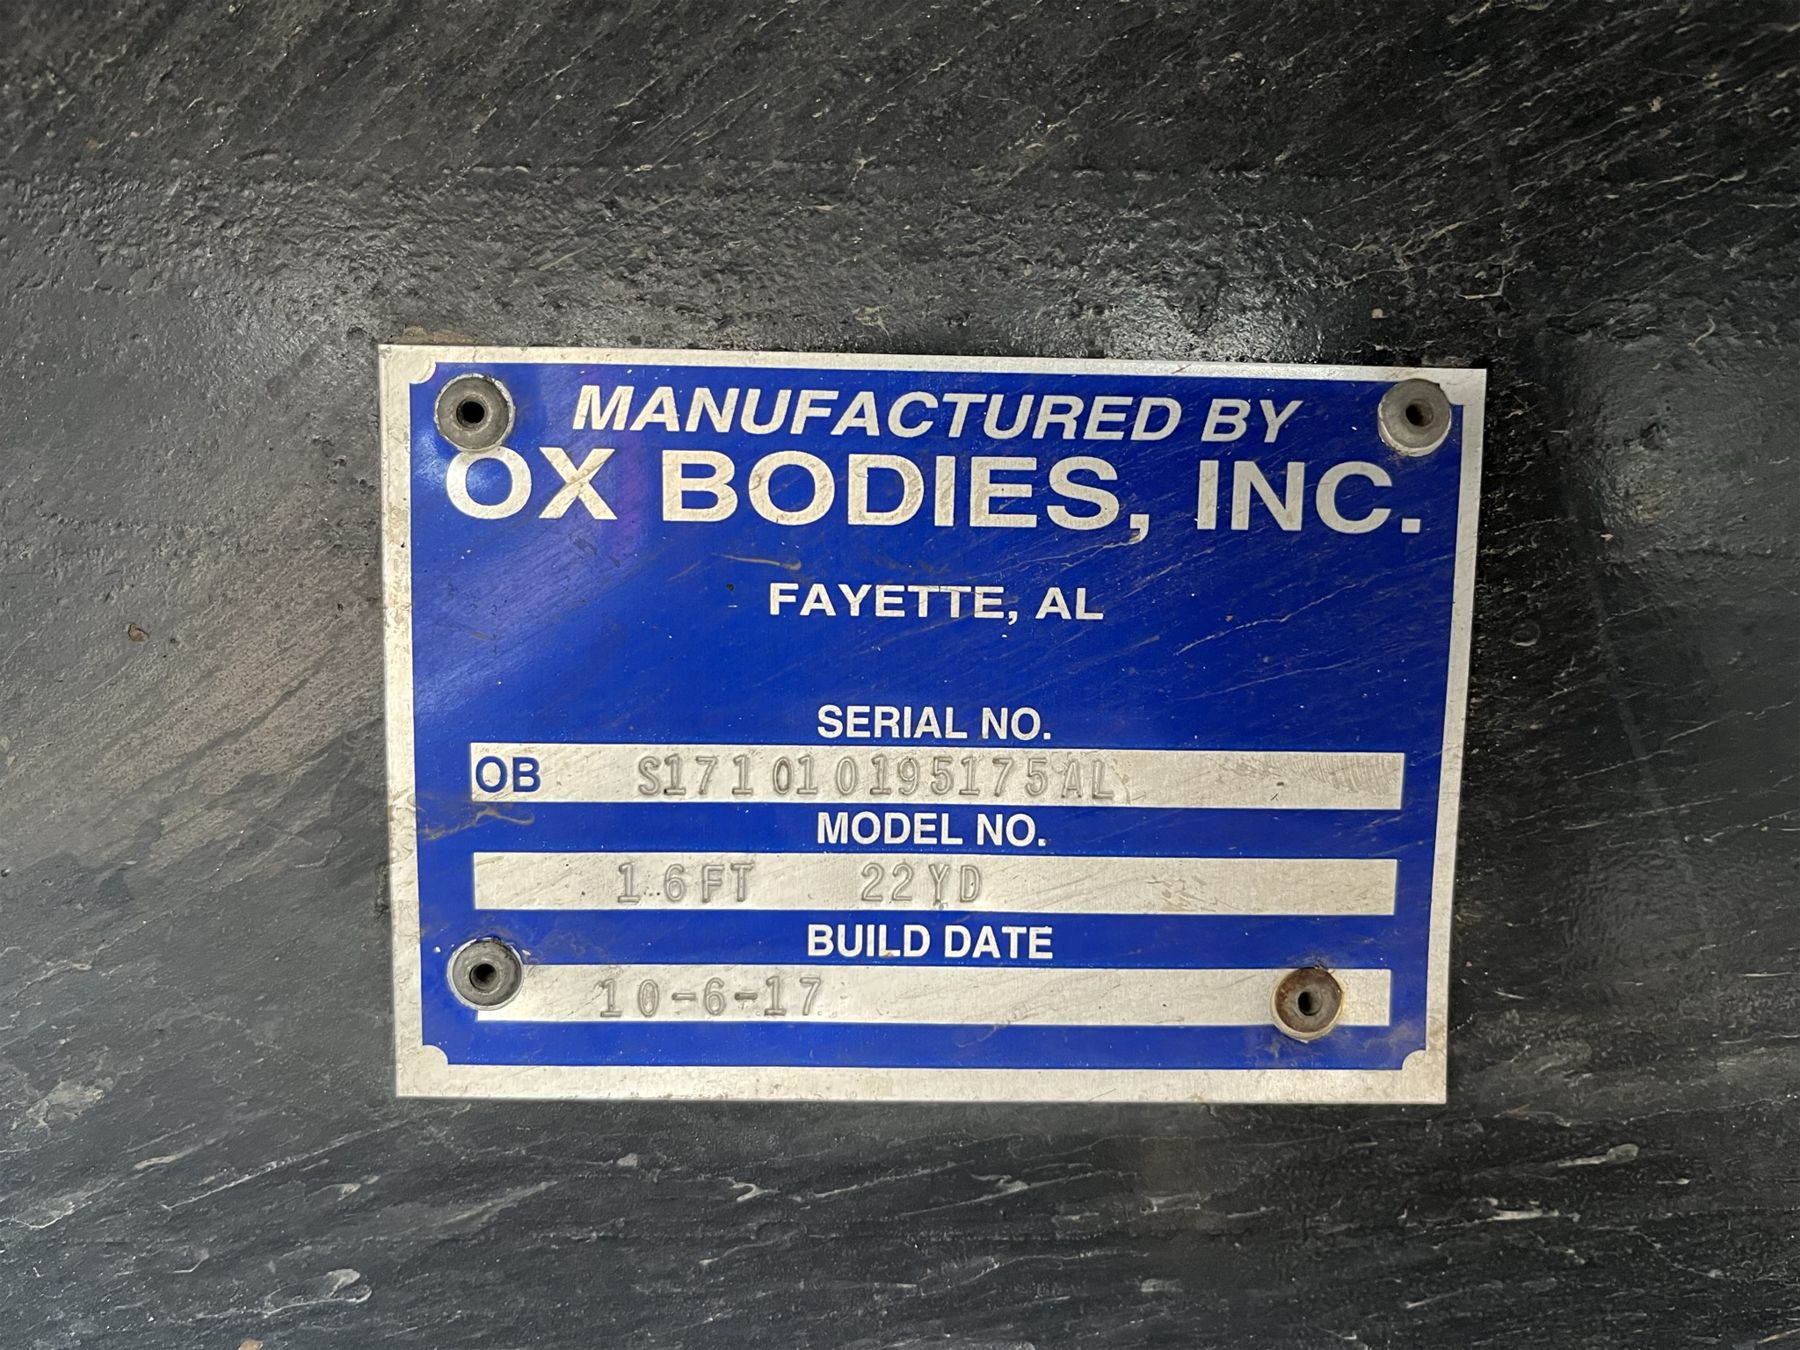 MANUFACTURED BY
OX BODIES, INC.
FAYETTE, AL
SERIAL NO.
OB S171010195175AL
MODEL NO.
16FT 22YD
BUILD DATE
10-6-17